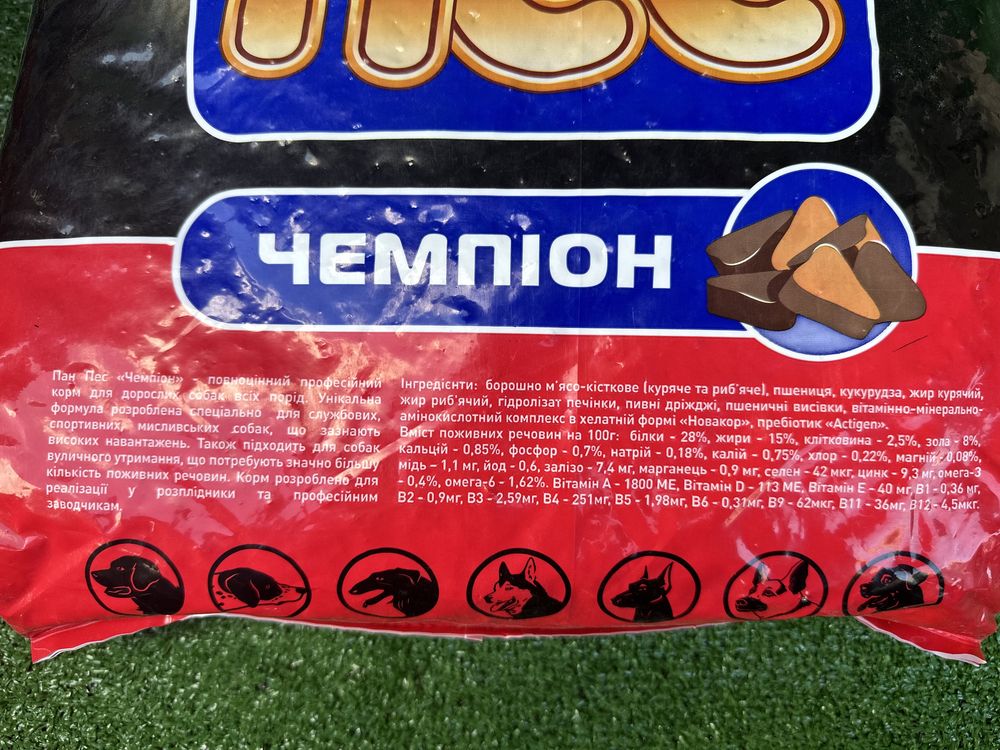 Пес
ЧЕМПІОН
Пан Пес «Чемпіон» - повноцінний професійний
корм для дорослих собак всіх порід. Унікальна
формула розроблена спеціально для службових,
спортивних, мисливських собак, що зазнають
високих навантажень. Також підходить для собак
вуличного утримання, що потребують значно більшу
кількість поживних речовин. Корм розроблено для
реалізації у розплідники та професійним
заводчикам.
Інгредієнти: борошно м'ясо-кісткове (куряче та риб'яче), пшениця, кукурудза, жир курячий,
жир риб'ячий, гідролізат печінки, пивні дріжджі, пшеничні висівки, вітамінно-мінерально-
амінокислотний комплекс в хелатній формі «Новакор», пребіотик «Actigen».
Вміст поживних речовин на 100г: білки - 28%, жири - 15%, клітковина - 2,5%, зола - 8%,
кальцій - 0,85%, фосфор - 0,7%, натрій - 0,18%, калій - 0,75%, хлор - 0,22%, магній - 0,08%,
мідь - 1,1 мг, йод - 0,6, залізо - 7,4 мг, марганець - 0,9 мг, селен - 42 мкг, цинк - 9,3 мг, омега-3
- 0,4%, омега-6 - 1,62%. Вітамін А - 1800 МЕ, Вітамін D - 113 МЕ, Вітамін Е - 40 мг, В1 - 0,36 мг,
В2 - 0,9мг, В3 - 2,59мг, В4 - 251мг, В5 - 1,98мг, В6 - 0,31мг, В9 - 62мкг, В11 - 36мг, В12 - 4,5мкг.